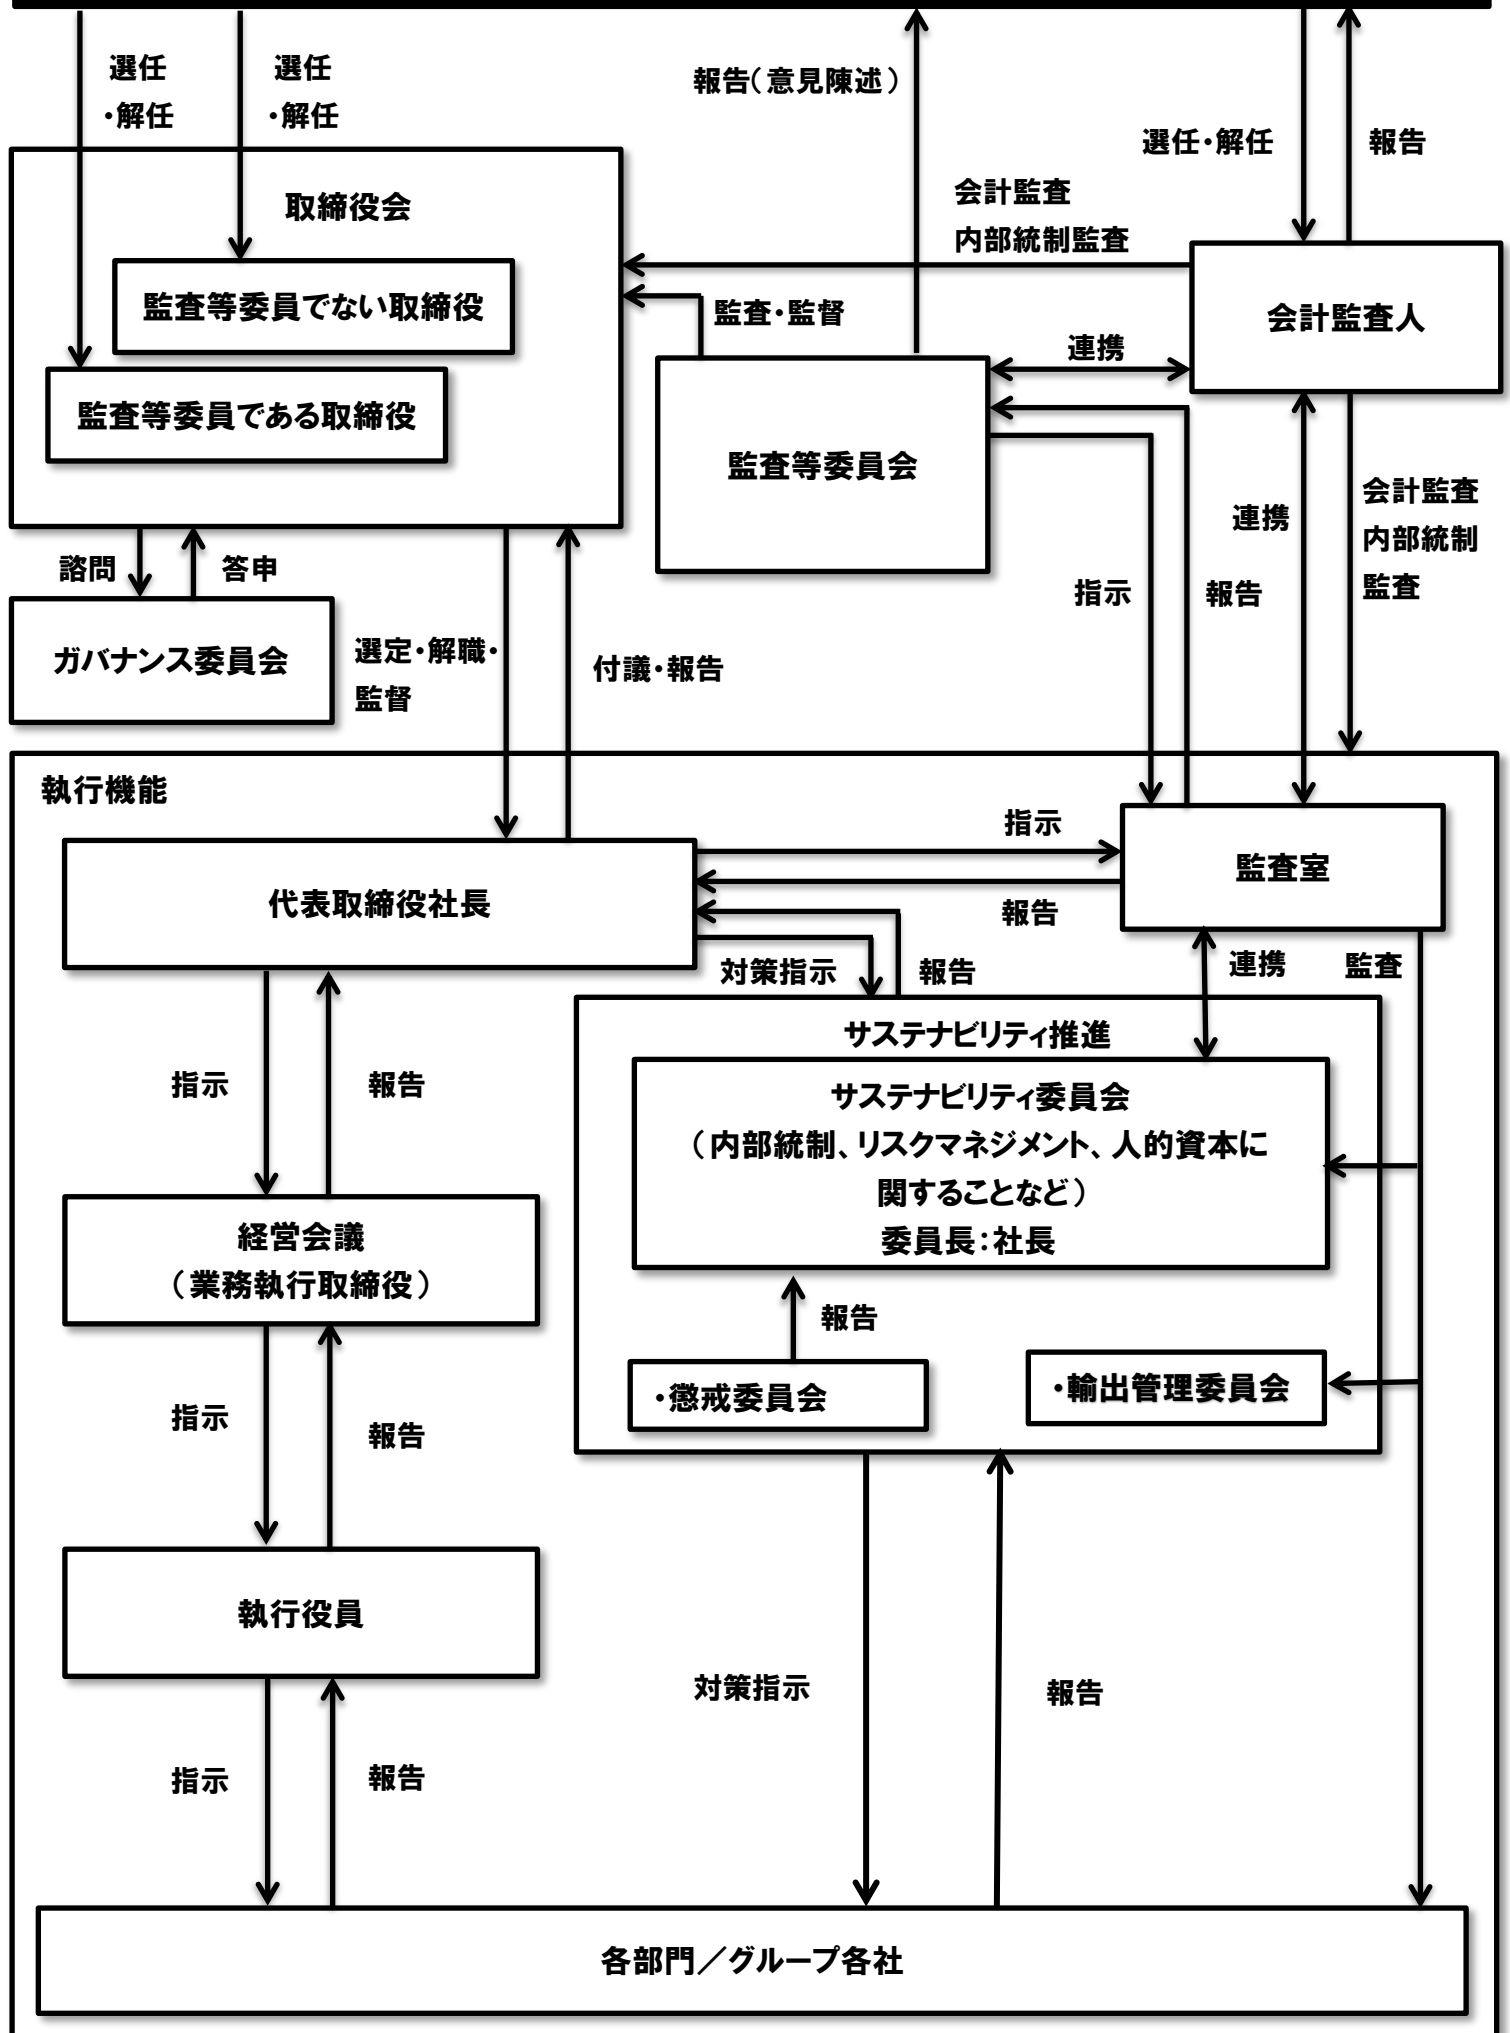 選任
・解任
選任
・解任
報告（意見陳述）
選任・解任
報告
取締役会
会計監査
内部統制監査
監査等委員でない取締役
監査・監督
会計監査人
連携
監査等委員である取締役
監査等委員会
会計監査
内部統制
監査
連携
諮問
答申
指示
報告
ガバナンス委員会
選定・解職・
監督
付議・報告
執行機能
指示
監査室
代表取締役社長
報告
対策指示
報告
連携
監査
サステナビリティ推進
指示
報告
サステナビリティ委員会
（内部統制、リスクマネジメント、人的資本に
関することなど）
委員長：社長
経営会議
（業務執行取締役）
報告
・懲戒委員会
・輸出管理委員会
指示
報告
執行役員
対策指示
報告
指示
報告
各部門／グループ各社